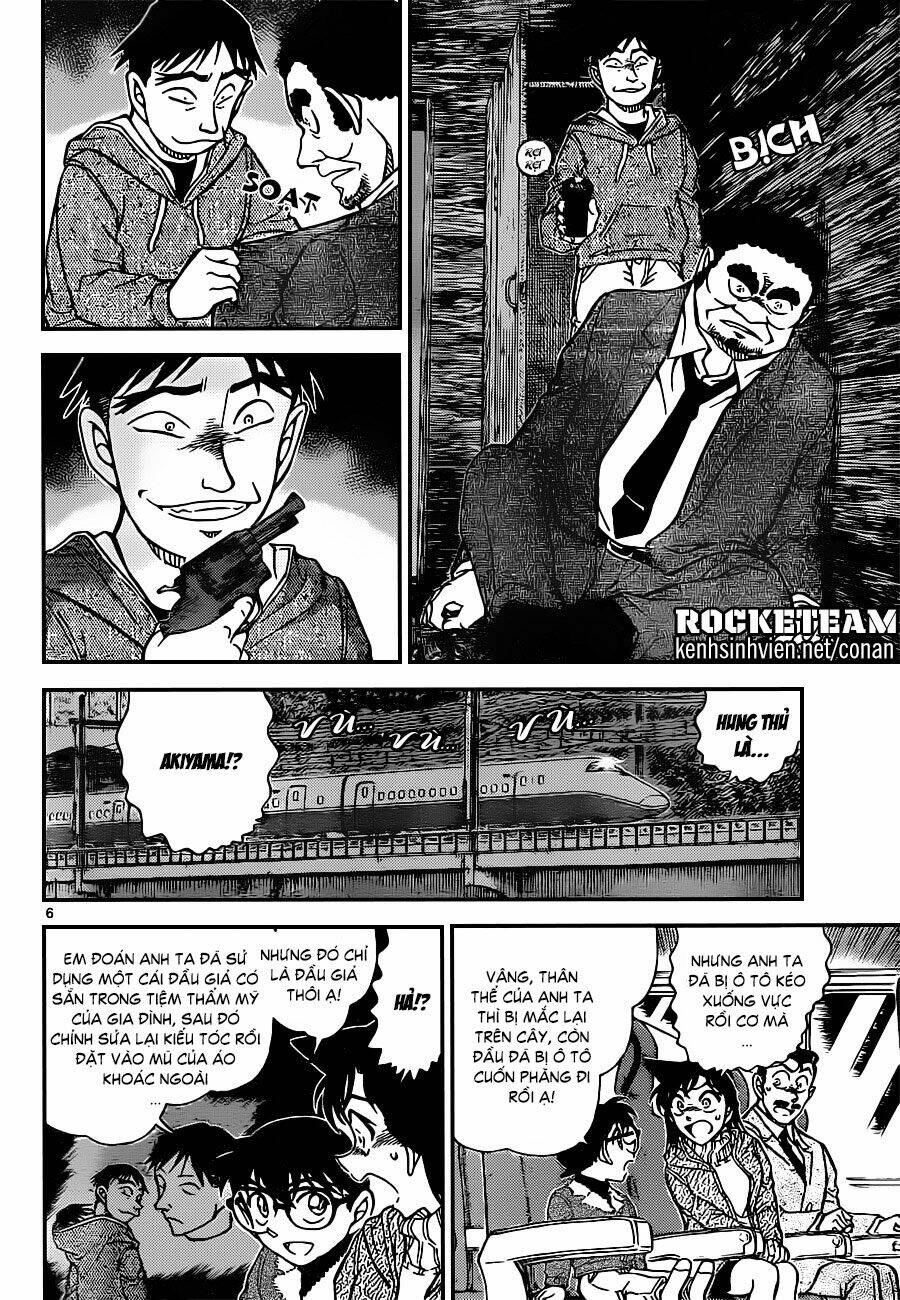 SOẠT
KẸT
KẸT
BỊCH
ROCKETEAM
kenhsinhvien.net/conan
HUNG THỦ
LÀ...
VÙ...
VÙ...
VÙ...
AKIYAMA!?
6
NHƯNG ANH TA
ĐÃ BỊ Ô TÔ KÉO
XUỐNG VỰC
RỒI CƠ MÀ
...
VÂNG, THÂN
THỂ CỦA ANH TA
THÌ BỊ MẮC LẠI
TRÊN CÂY, CÒN
ĐẦU ĐÃ BỊ Ô TÔ
CUỐN PHĂNG ĐI
RỒI Ạ!
HẢ!?
NHƯNG ĐÓ CHỈ
LÀ ĐẦU GIẢ
THÔI Ạ!
EM ĐOÁN ANH TA ĐÃ SỬ
DỤNG MỘT CÁI ĐẦU GIẢ CÓ
SẴN TRONG TIỆM THẨM MỸ
CỦA GIA ĐÌNH, SAU ĐÓ
CHỈNH SỬA LẠI KIỂU TÓC RỒI
ĐẶT VÀO MŨ CỦA ÁO
KHOÁC NGOÀI
...